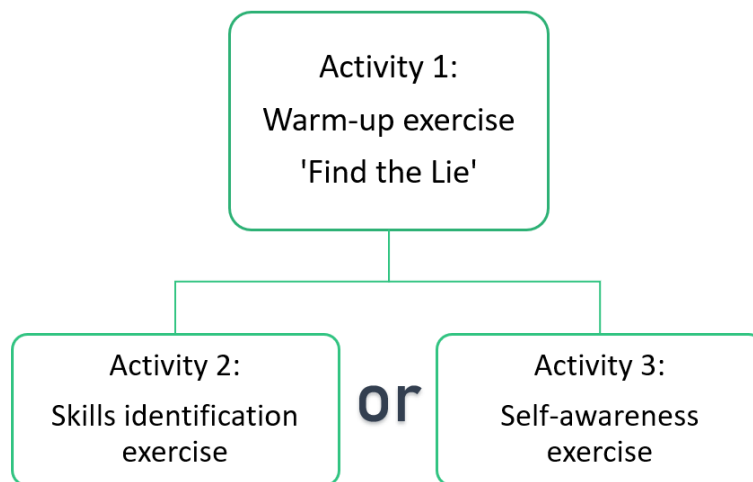 Activity 1:
Warm-up exercise
'Find the Lie'
Activity 2:
Skills identification
exercise
or
Activity 3:
Self-awareness
exercise